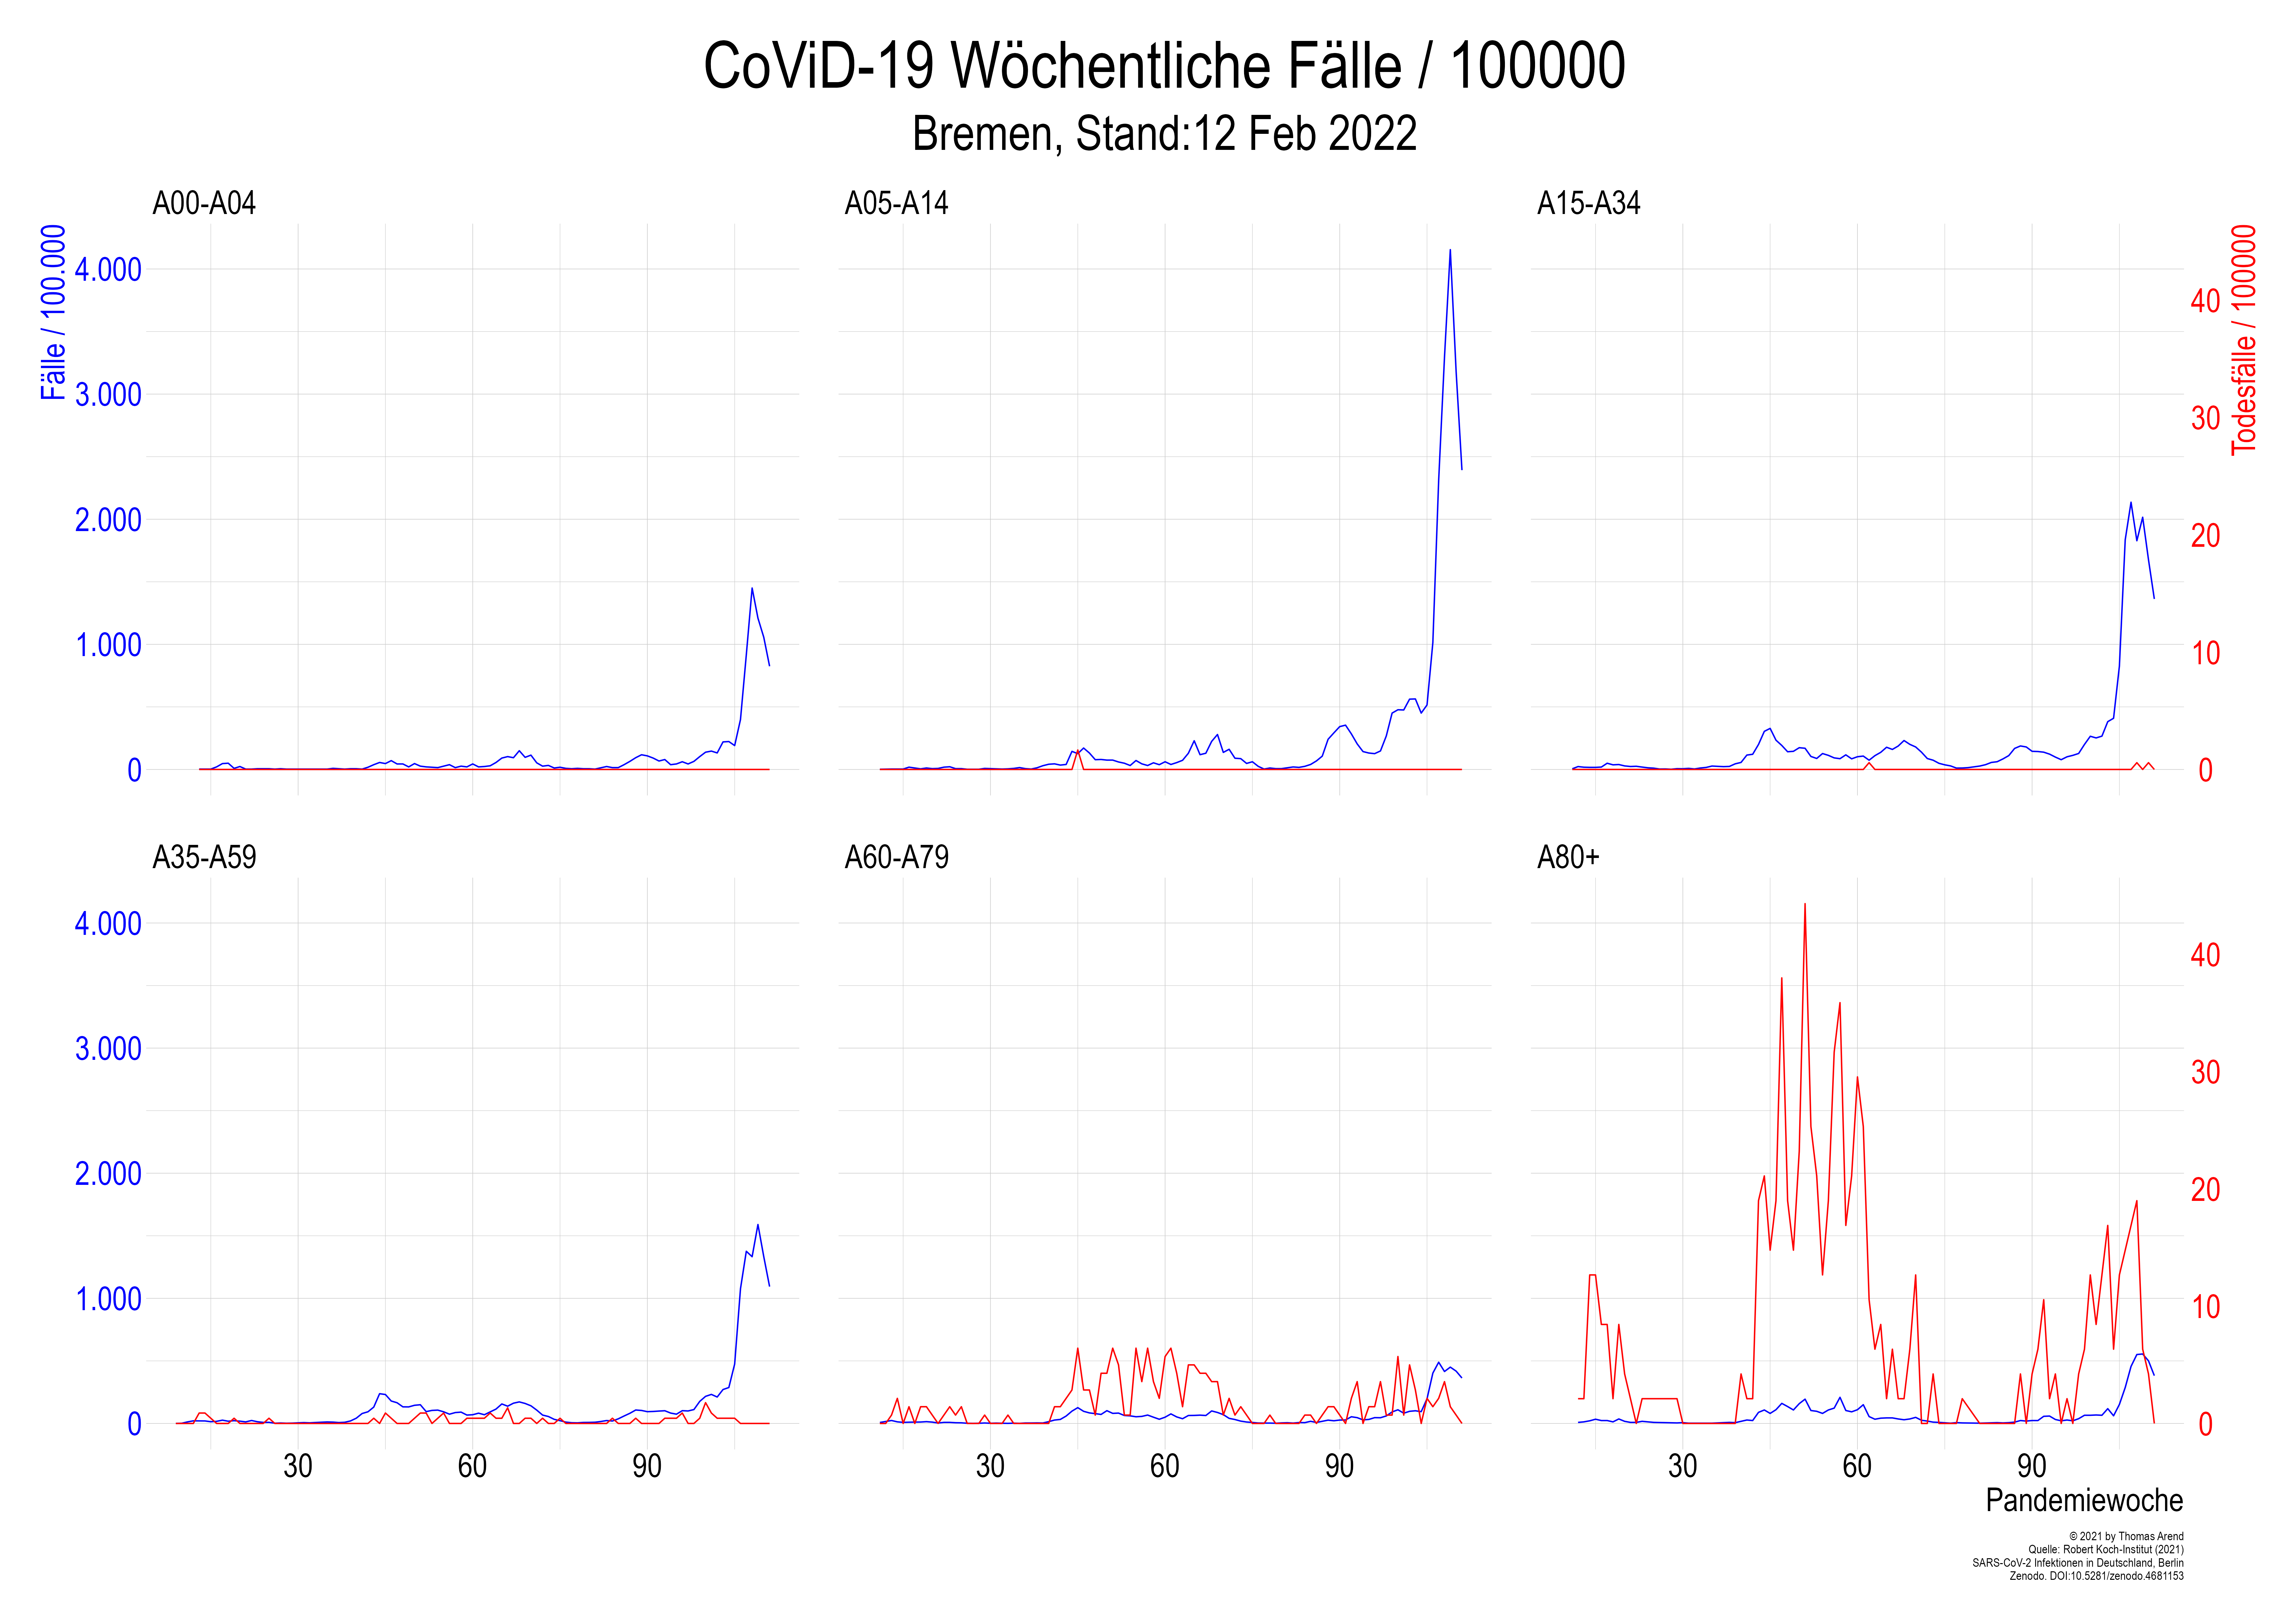 CoViD-19 Wöchentliche Fälle / 100000
Bremen, Stand:12 Feb 2022
A00-A04
A05-A14
A15-A34
Fälle / 100.000
4.000
3.000
2.000
1.000
0
Todesfälle / 100000
40
30
20
10
0
A35-A59
A60-A79
A80+
4.000
3.000
2.000
1.000
0
40
30
20
10
0
30 60 90
30 60 90
30 60 90
Pandemiewoche
© 2021 by Thomas Arend
Quelle: Robert Koch-Institut (2021)
SARS-CoV-2 Infektionen in Deutschland, Berlin
Zenodo. DOI:10.5281/zenodo.4681153